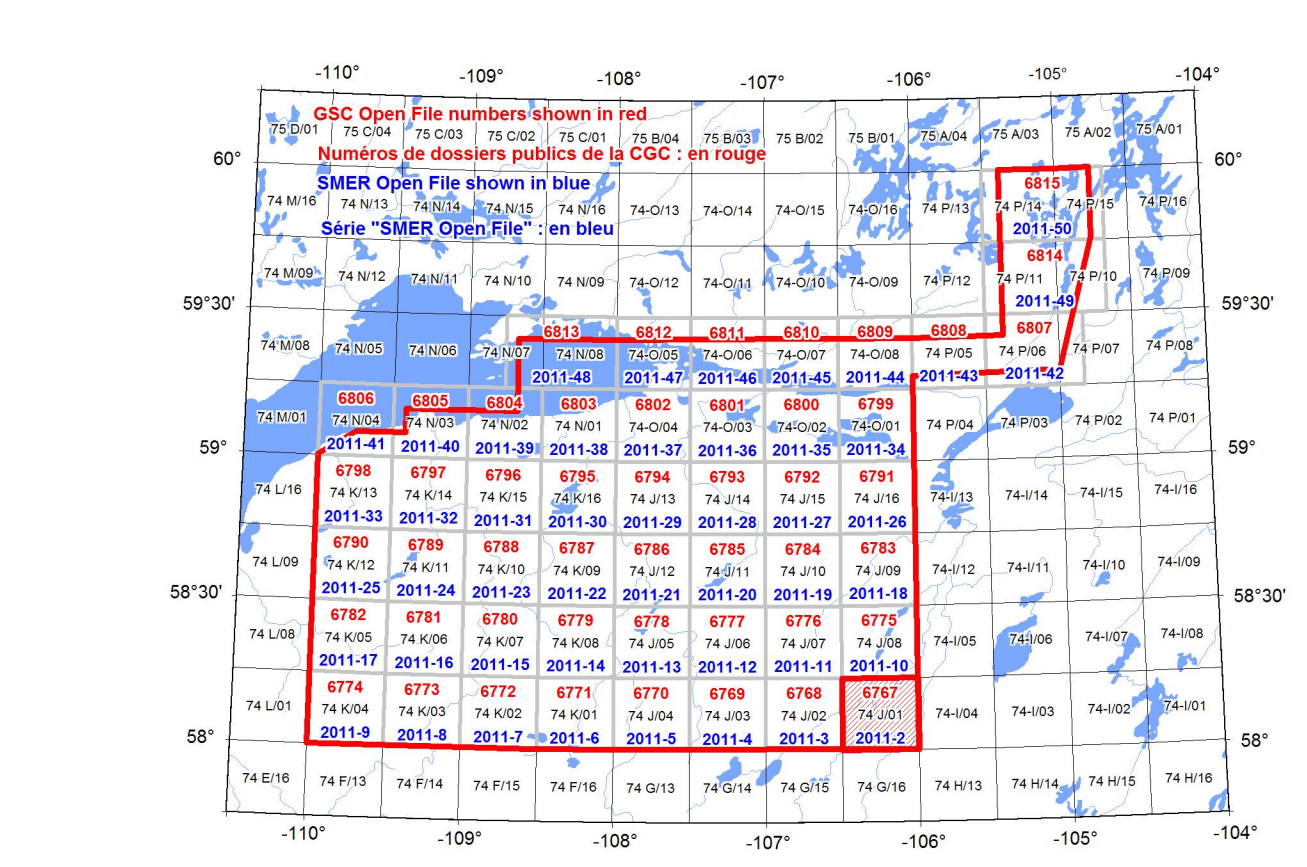 -110° -109° -108° -107° -106° -105° -104°
GSC Open File numbers shown in red
75 D/01 75 C/04 75 C/03 75 C/02 75 C/01 75 B/04 75 B/03 75 B/02 75 B/01 75 A/04 75 A/03 75 A/02 75 A/01
Numéros de dossiers publics de la CGC : en rouge
60° 60°
SMER Open File shown in blue
6815
74 M/16 74 N/13 74 N/14 74 N/15 74 N/16 74-O/13 74-O/14 74-O/15 74-O/16 74 P/13 74 P/14 74 P/15 74 P/16
Série "SMER Open File" : en bleu
2011-50
6814
74 M/09 74 N/12 74 N/11 74 N/10 74 N/09 74-O/12 74-O/11 74-O/10 74-O/09 74 P/12 74 P/11 74 P/10 74 P/09
2011-49
59°30' 59°30'
6813 6812 6811 6810 6809 6808 6807
74 M/08 74 N/05 74 N/06 74 N/07 74 N/08 74-O/05 74-O/06 74-O/07 74-O/08 74 P/05 74 P/06 74 P/07 74 P/08
2011-48 2011-47 2011-46 2011-45 2011-44 2011-43 2011-42
6806 6805 6804 6803 6802 6801 6800 6799
74 M/01 74 N/04 74 N/03 74 N/02 74 N/01 74-O/04 74-O/03 74-O/02 74-O/01 74 P/04 74 P/03 74 P/02 74 P/01
2011-41 2011-40 2011-39 2011-38 2011-37 2011-36 2011-35 2011-34
59° 59°
6798 6797 6796 6795 6794 6793 6792 6791
74 L/16 74 K/13 74 K/14 74 K/15 74 K/16 74 J/13 74 J/14 74 J/15 74 J/16 74-I/13 74-I/14 74-I/15 74-I/16
2011-33 2011-32 2011-31 2011-30 2011-29 2011-28 2011-27 2011-26
6790 6789 6788 6787 6786 6785 6784 6783
74 L/09 74 K/12 74 K/11 74 K/10 74 K/09 74 J/12 74 J/11 74 J/10 74 J/09 74-I/12 74-I/11 74-I/10 74-I/09
2011-25 2011-24 2011-23 2011-22 2011-21 2011-20 2011-19 2011-18
58°30' 58°30'
6782 6781 6780 6779 6778 6777 6776 6775
74 L/08 74 K/05 74 K/06 74 K/07 74 K/08 74 J/05 74 J/06 74 J/07 74 J/08 74-I/05 74-I/06 74-I/07 74-I/08
2011-17 2011-16 2011-15 2011-14 2011-13 2011-12 2011-11 2011-10
6774 6773 6772 6771 6770 6769 6768 6767
74 L/01 74 K/04 74 K/03 74 K/02 74 K/01 74 J/04 74 J/03 74 J/02 74 J/01 74-I/04 74-I/03 74-I/02 74-I/01
2011-9 2011-8 2011-7 2011-6 2011-5 2011-4 2011-3 2011-2
58° 58°
74 E/16 74 F/13 74 F/14 74 F/15 74 F/16 74 G/13 74 G/14 74 G/15 74 G/16 74 H/13 74 H/14 74 H/15 74 H/16
-110° -109° -108° -107° -106° -105° -104°